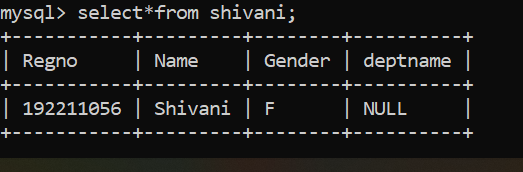 mysql> select*from shivani;
+-----------+---------+--------+----------+
| Regno     | Name    | Gender | deptname |
+-----------+---------+--------+----------+
| 192211056 | Shivani | F      | NULL     |
+-----------+---------+--------+----------+